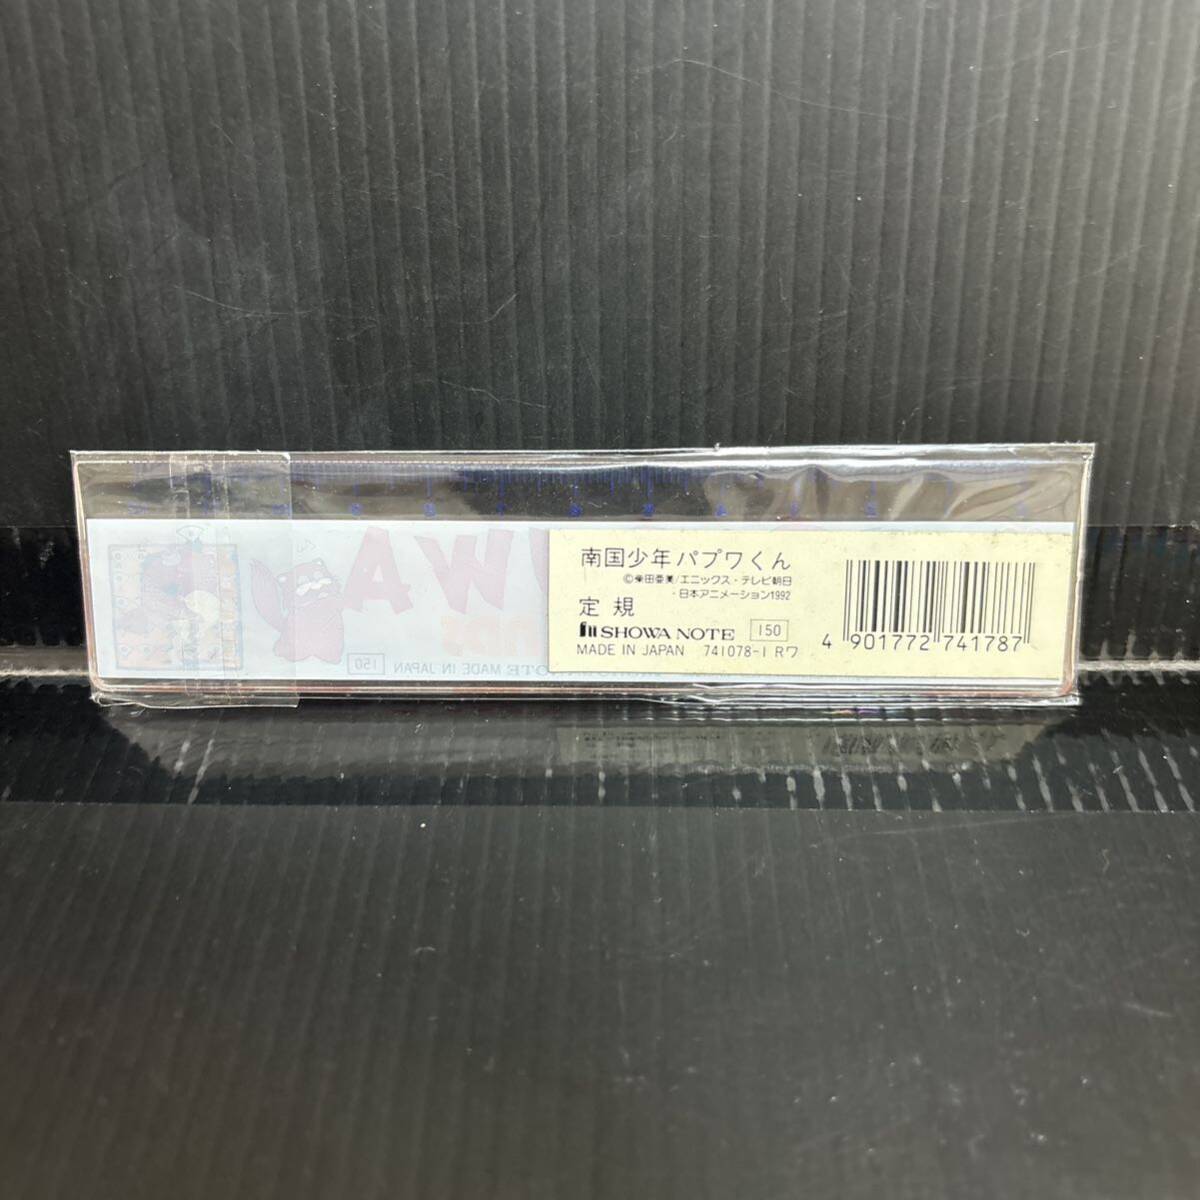 南国少年パプワくん
©柴田亜美/エニックス・テレビ朝日
・日本アニメーション1992
定規
SHOWA NOTE 150
MADE IN JAPAN 741078-1 Rワ
4 901772 741787
150 NOTE MADE IN JAPAN